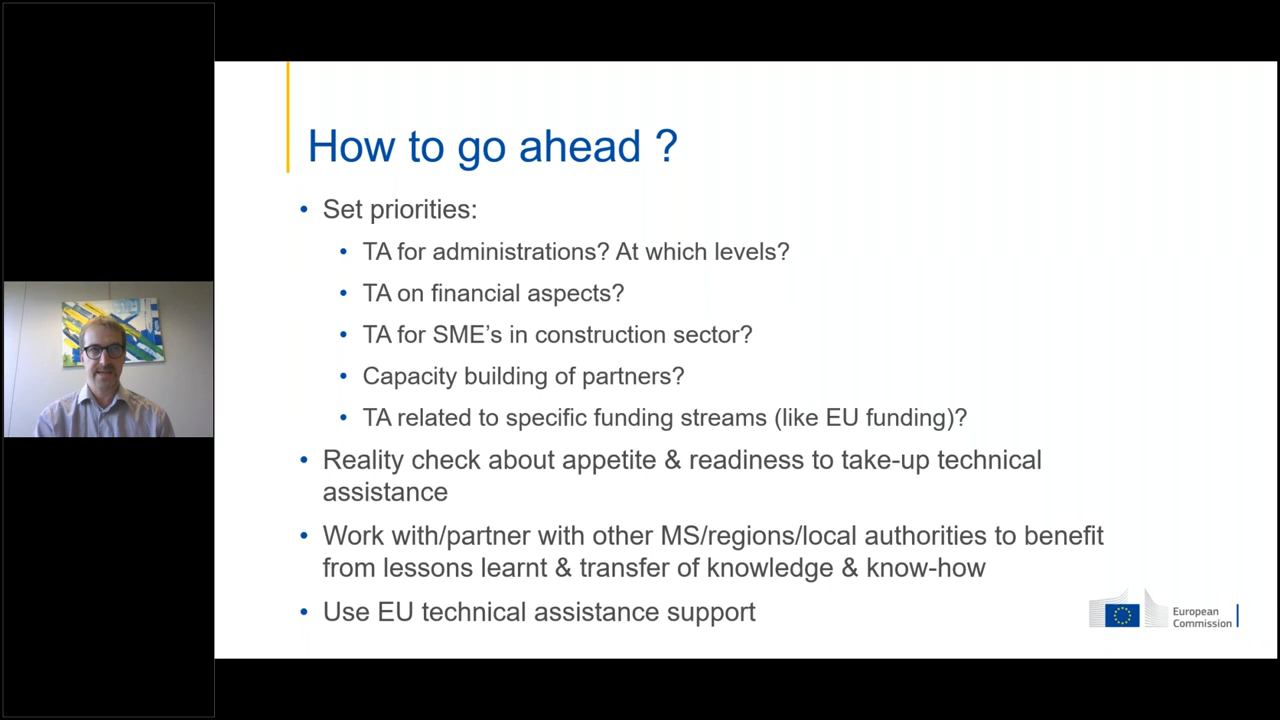 How to go ahead ?
• Set priorities:
• TA for administrations? At which levels?
• TA on financial aspects?
• TA for SME's in construction sector?
• Capacity building of partners?
• TA related to specific funding streams (like EU funding)?
• Reality check about appetite & readiness to take-up technical
assistance
• Work with/partner with other MS/regions/local authorities to benefit
from lessons learnt & transfer of knowledge & know-how
• Use EU technical assistance support
European
Commission